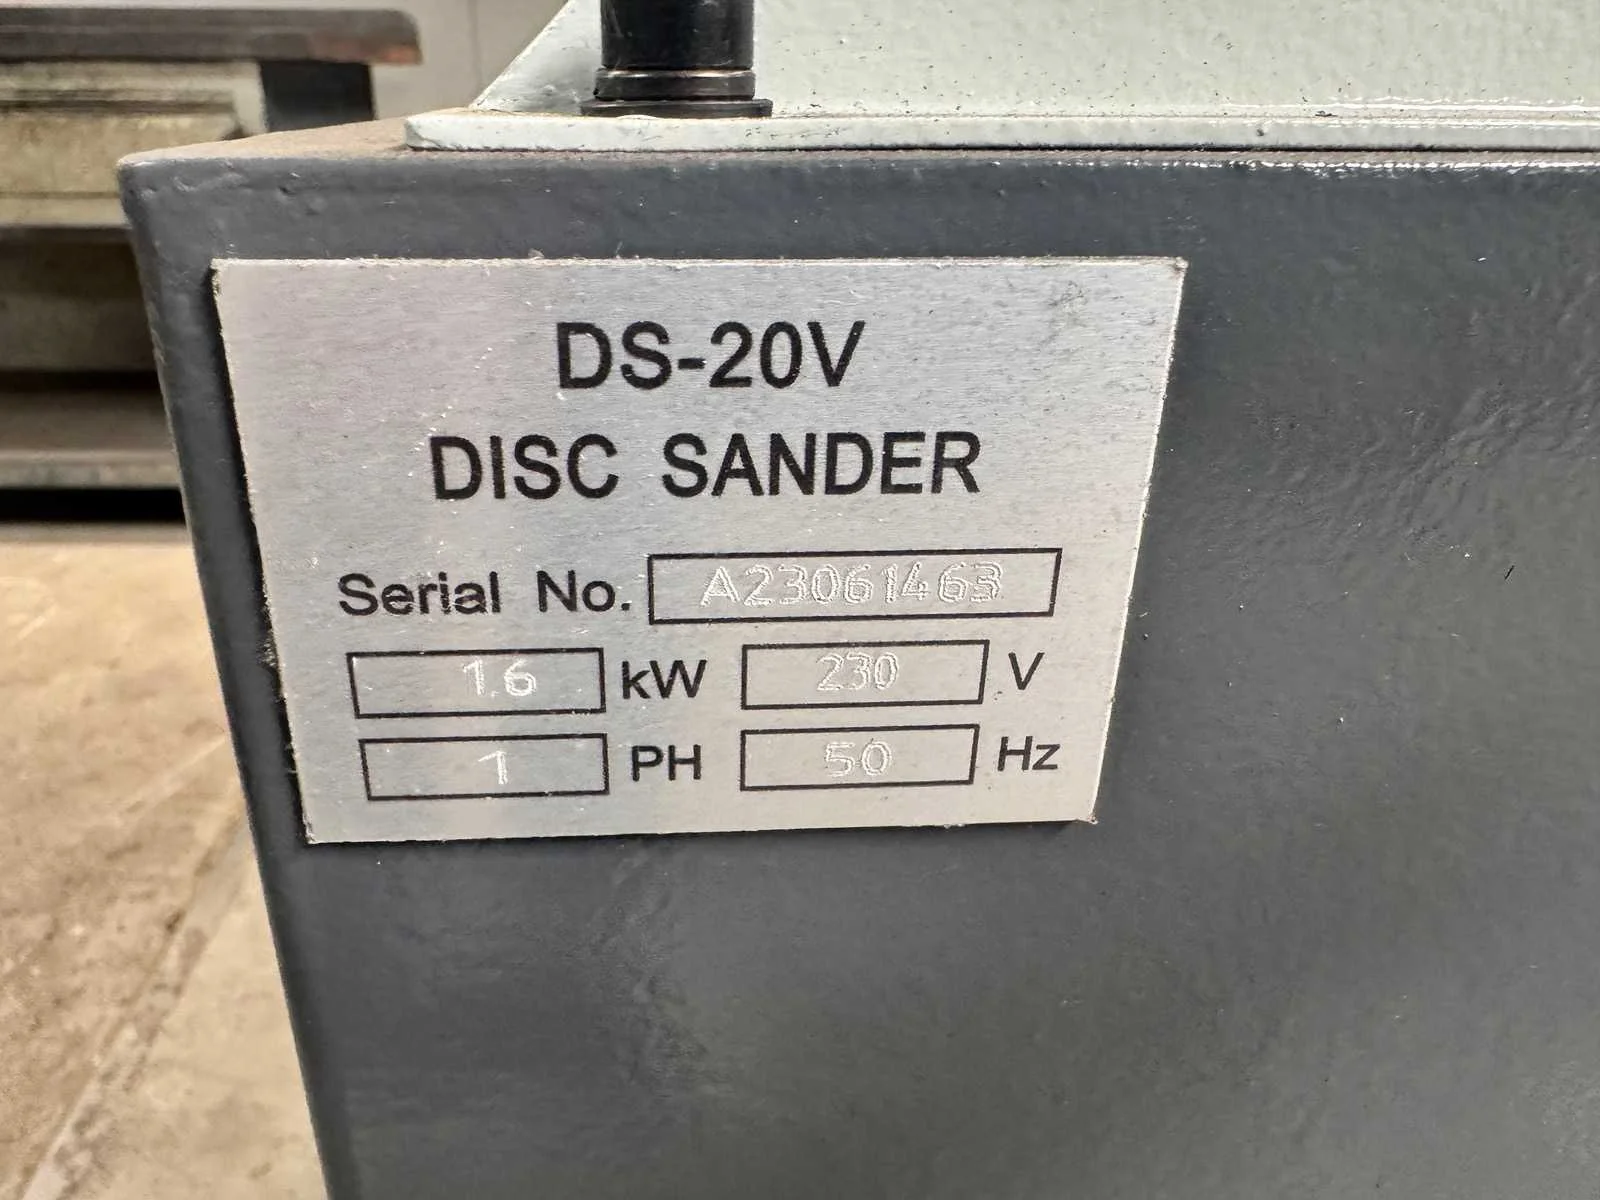 DS-20V
DISC SANDER
Serial No. A23061463
1.6 kW 230 V
1 PH 50 Hz